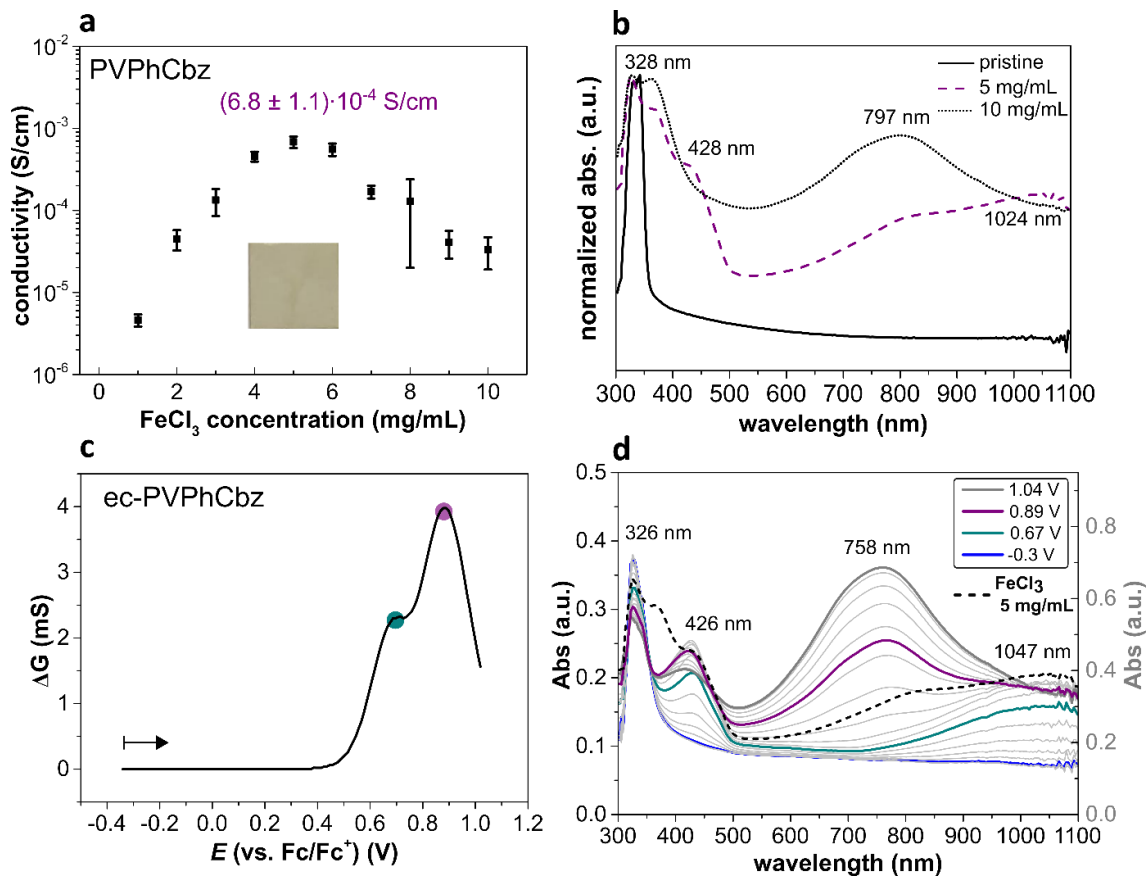 a
PVPhCbz
(6.8 ± 1.1)·10⁻⁴ S/cm
conductivity (S/cm)
10⁻²
10⁻³
10⁻⁴
10⁻⁵
10⁻⁶
0 2 4 6 8 10
FeCl₃ concentration (mg/mL)
b
328 nm
428 nm
797 nm
1024 nm
pristine
5 mg/mL
10 mg/mL
normalized abs. (a.u.)
300 400 500 600 700 800 900 1000 1100
wavelength (nm)
c
ec-PVPhCbz
ΔG (mS)
4
3
2
1
0
-0.4 -0.2 0.0 0.2 0.4 0.6 0.8 1.0
E (vs. Fc/Fc⁺) (V)
d
326 nm
426 nm
758 nm
1047 nm
1.04 V
0.89 V
0.67 V
-0.3 V
FeCl₃
5 mg/mL
Abs (a.u.)
0.5
0.4
0.3
0.2
0.1
0.0
Abs (a.u.)
0.8
0.6
0.4
0.2
0.0
300 400 500 600 700 800 900 1000 1100
wavelength (nm)